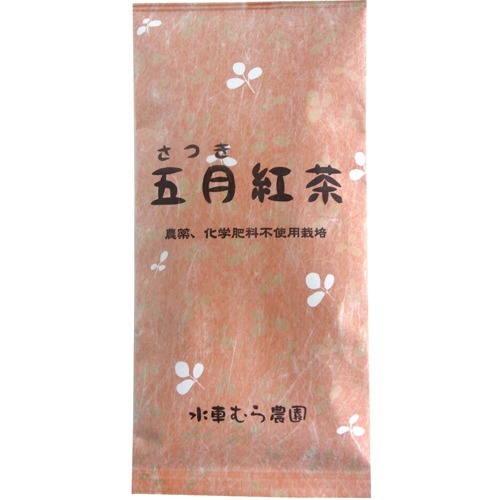 さつき
五月紅茶
農薬、化学肥料不使用栽培
水車むら農園